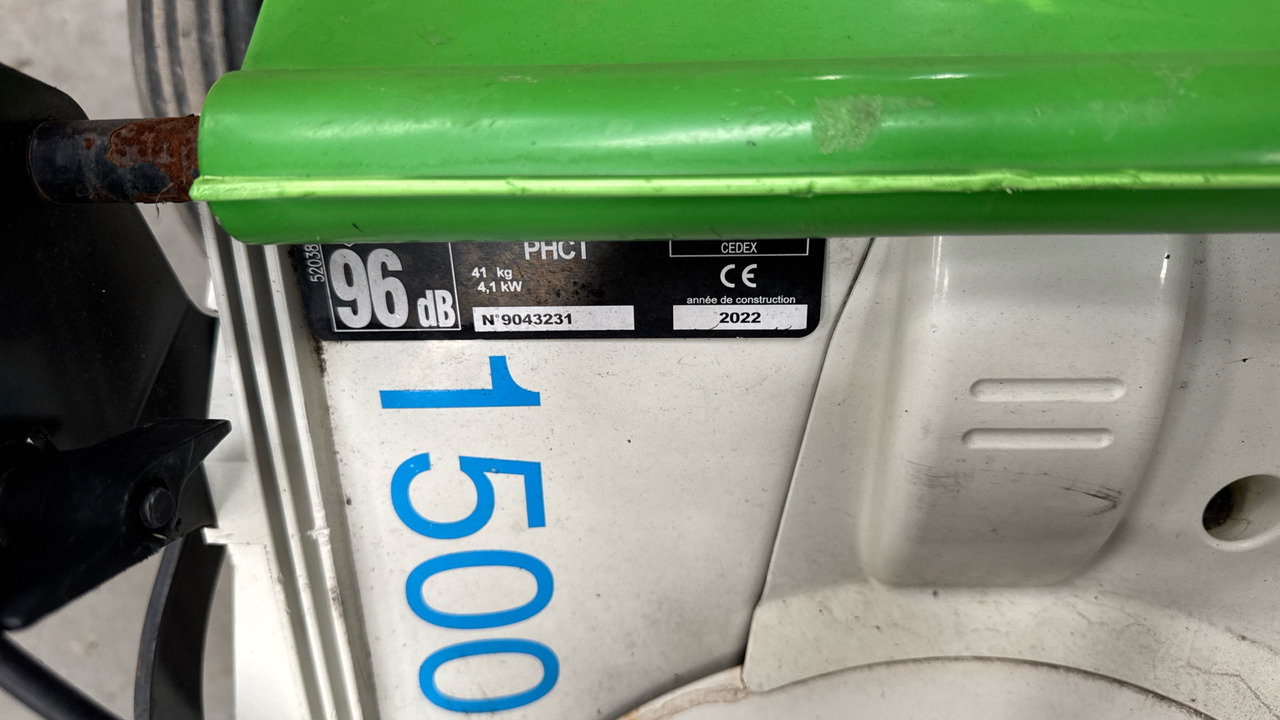 52038
96 dB
PHCT
41 kg
4,1 kW
N°9043231
CEDEX
CE
année de construction
2022
1500